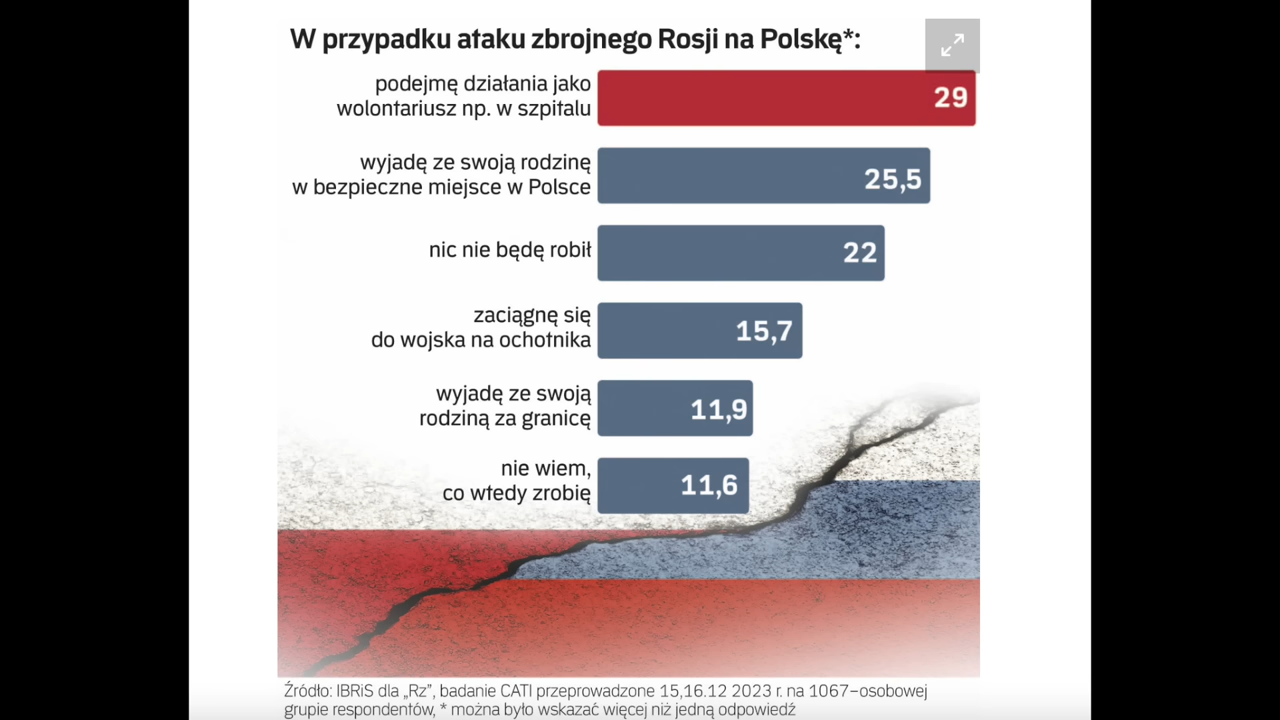 W przypadku ataku zbrojnego Rosji na Polskę*:
podejmę działania jako
wolontariusz np. w szpitalu
29
wyjadę ze swoją rodzinę
w bezpieczne miejsce w Polsce
25,5
nic nie będę robił
22
zaciągnę się
do wojska na ochotnika
15,7
wyjadę ze swoją
rodziną za granicę
11,9
nie wiem,
co wtedy zrobię
11,6
Źródło: IBRiS dla „Rz”, badanie CATI przeprowadzone 15,16.12 2023 r. na 1067–osobowej
grupie respondentów, * można było wskazać więcej niż jedną odpowiedź